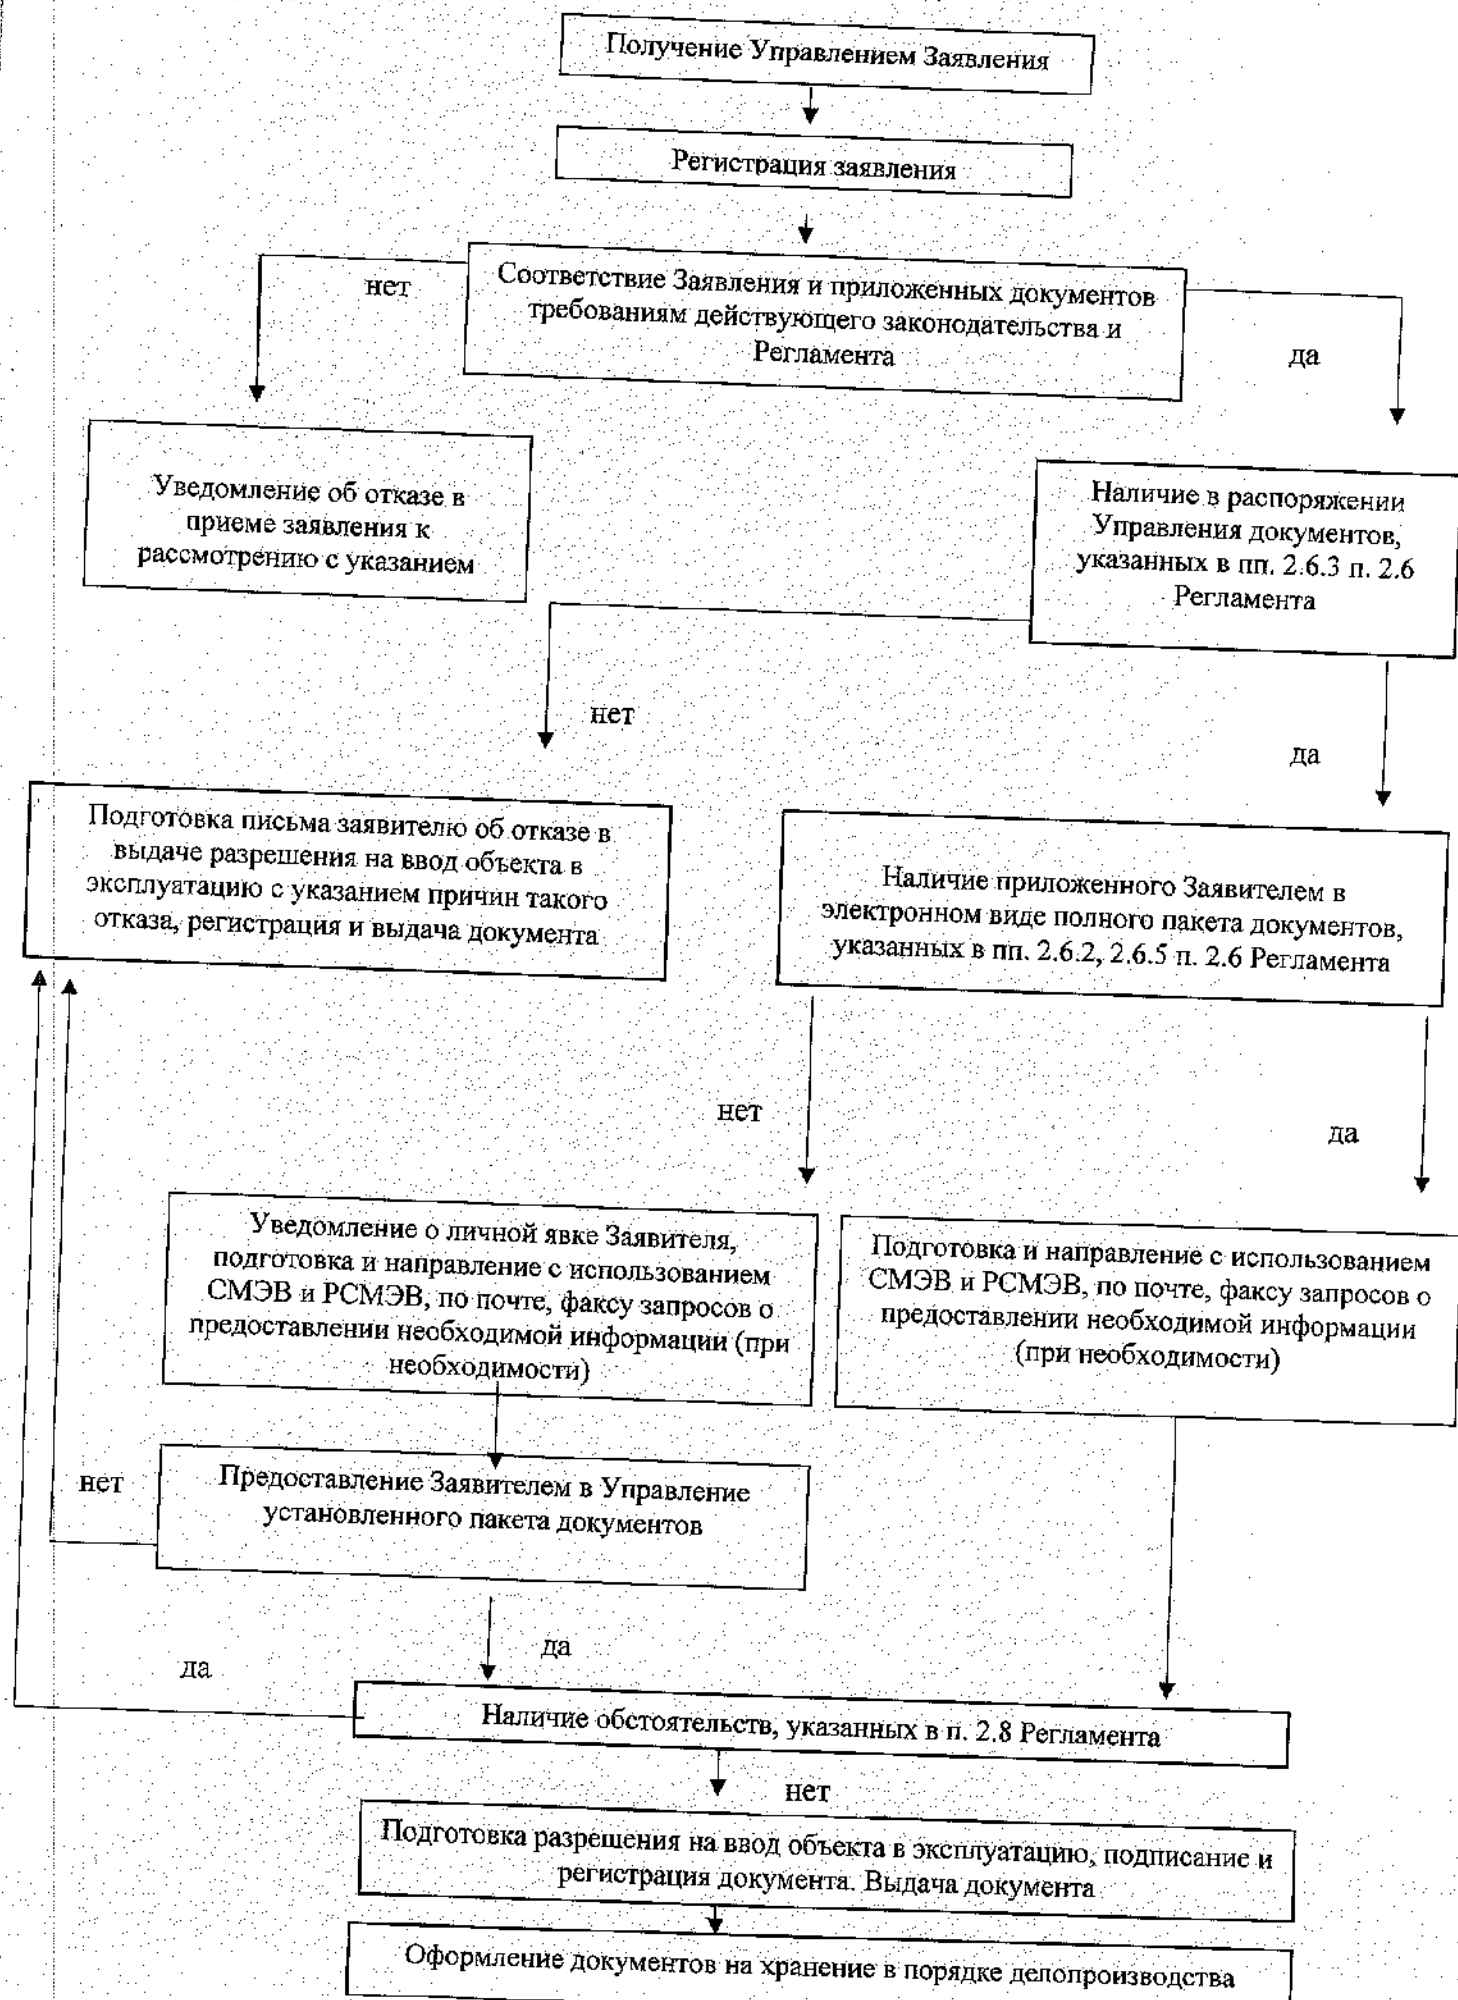 Получение Управлением Заявления
Регистрация заявления
Соответствие Заявления и приложенных документов
требованиям действующего законодательства и
Регламента
нет
да
Уведомление об отказе в
приеме заявления к
рассмотрению с указанием
Наличие в распоряжении
Управления документов,
указанных в пп. 2.6.3 п. 2.6
Регламента
нет
да
Подготовка письма заявителю об отказе в
выдаче разрешения на ввод объекта в
эксплуатацию с указанием причин такого
отказа, регистрация и выдача документа
Наличие приложенного Заявителем в
электронном виде полного пакета документов,
указанных в пп. 2.6.2, 2.6.5 п. 2.6 Регламента
нет
да
Уведомление о личной явке Заявителя,
подготовка и направление с использованием
СМЭВ и РСМЭВ, по почте, факсу запросов о
предоставлении необходимой информации (при
необходимости)
Подготовка и направление с использованием
СМЭВ и РСМЭВ, по почте, факсу запросов о
предоставлении необходимой информации
(при необходимости)
нет
Предоставление Заявителем в Управление
установленного пакета документов
да
да
Наличие обстоятельств, указанных в п. 2.8 Регламента
нет
Подготовка разрешения на ввод объекта в эксплуатацию, подписание и
регистрация документа. Выдача документа
Оформление документов на хранение в порядке делопроизводства